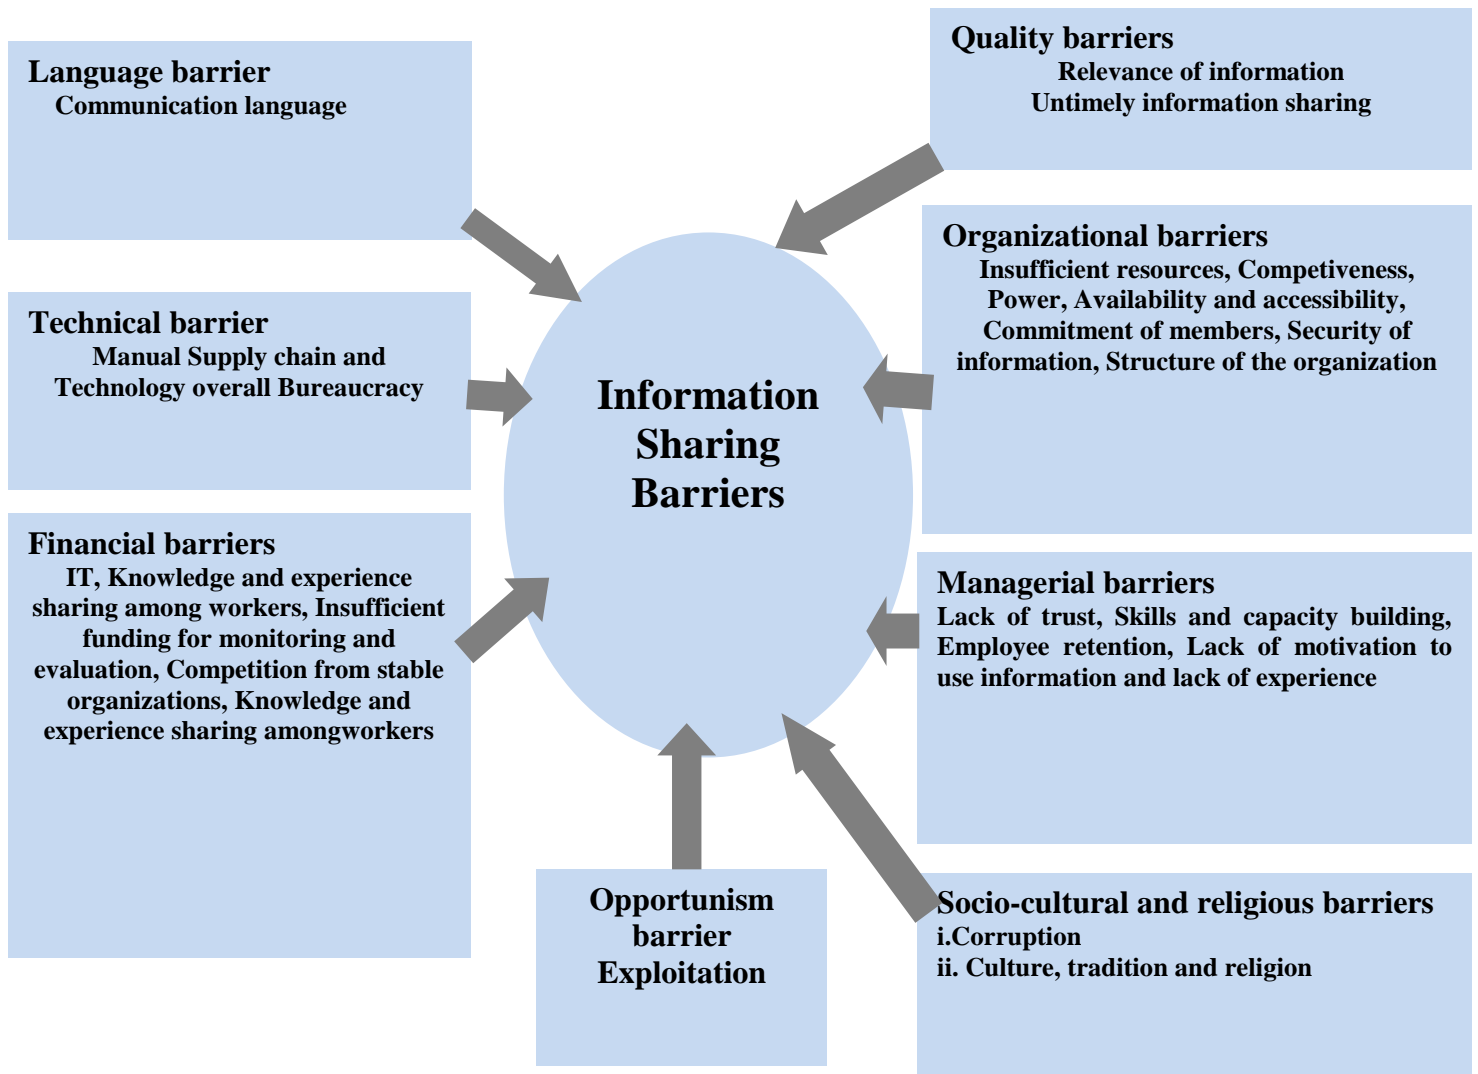 Language barrier
Communication language
Technical barrier
Manual Supply chain and
Technology overall Bureaucracy
Financial barriers
IT, Knowledge and experience
sharing among workers, Insufficient
funding for monitoring and
evaluation, Competition from stable
organizations, Knowledge and
experience sharing amongworkers
Information
Sharing
Barriers
Opportunism
barrier
Exploitation
Quality barriers
Relevance of information
Untimely information sharing
Organizational barriers
Insufficient resources, Competiveness,
Power, Availability and accessibility,
Commitment of members, Security of
information, Structure of the organization
Managerial barriers
Lack of trust, Skills and capacity building,
Employee retention, Lack of motivation to
use information and lack of experience
Socio-cultural and religious barriers
i.Corruption
ii. Culture, tradition and religion